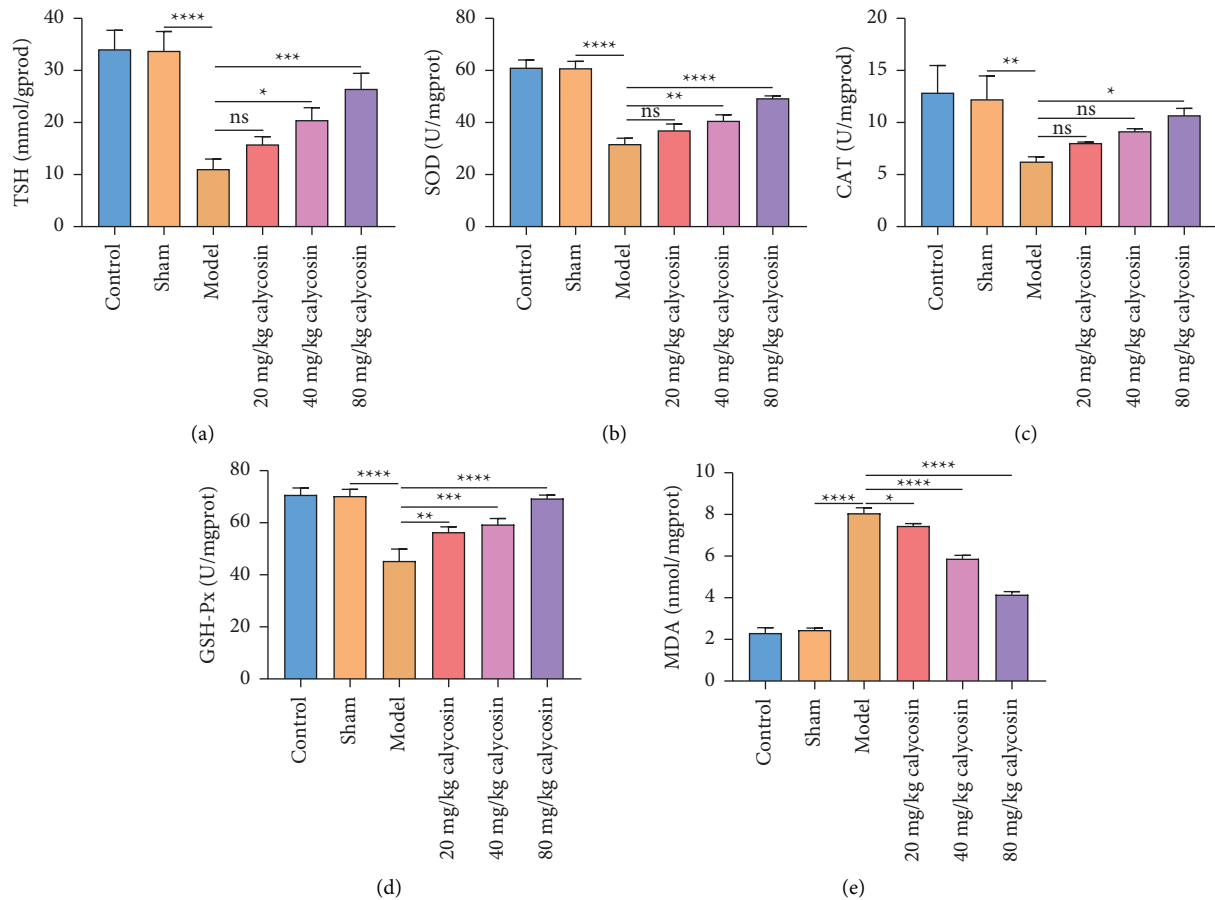 TSH (nmol/gprod)
40
30
20
10
0
****
***
*
ns
Control
Sham
Model
20 mg/kg calycosin
40 mg/kg calycosin
80 mg/kg calycosin
(a)
SOD (U/mgprot)
80
60
40
20
0
****
****
**
ns
Control
Sham
Model
20 mg/kg calycosin
40 mg/kg calycosin
80 mg/kg calycosin
(b)
CAT (U/mgprod)
20
15
10
5
0
**
*
ns
ns
Control
Sham
Model
20 mg/kg calycosin
40 mg/kg calycosin
80 mg/kg calycosin
(c)
GSH-Px (U/mgprot)
80
60
40
20
0
****
****
***
**
Control
Sham
Model
20 mg/kg calycosin
40 mg/kg calycosin
80 mg/kg calycosin
(d)
MDA (nmol/mgprot)
10
8
6
4
2
0
****
****
****
*
Control
Sham
Model
20 mg/kg calycosin
40 mg/kg calycosin
80 mg/kg calycosin
(e)